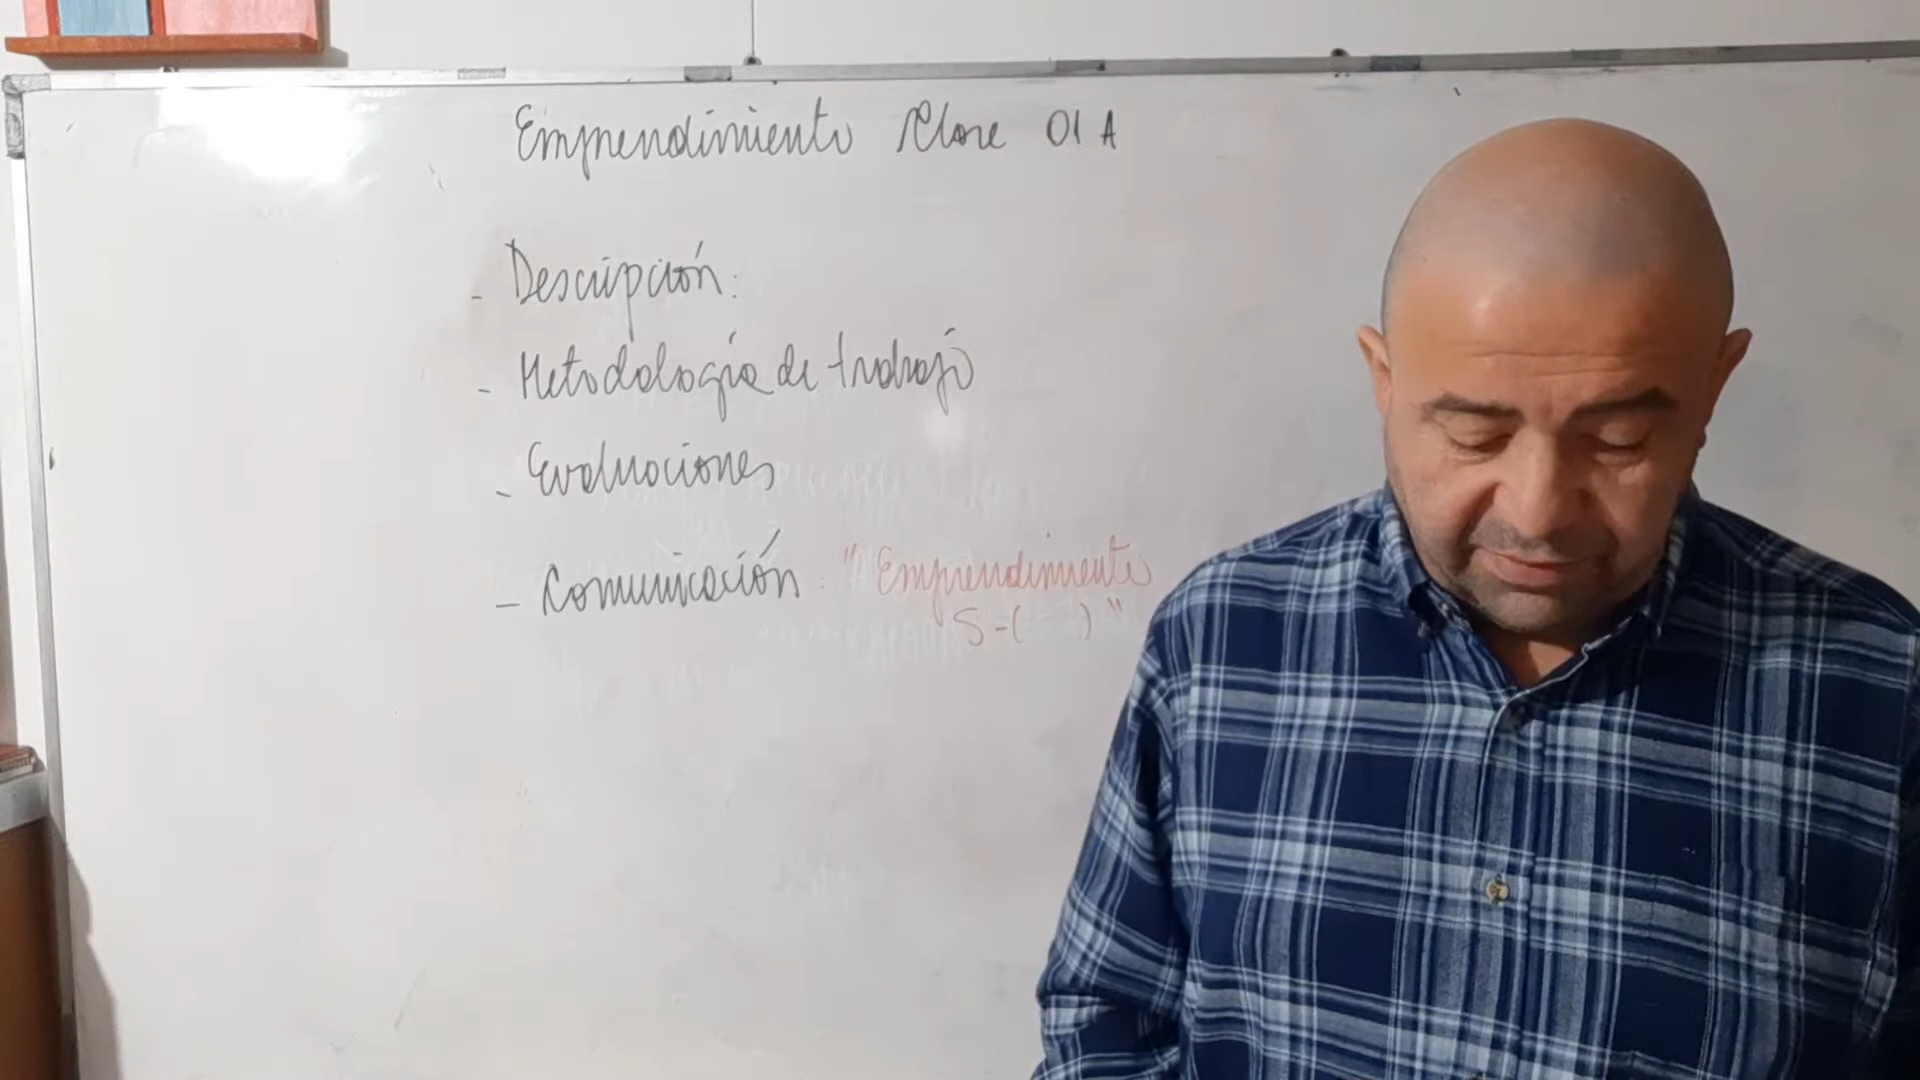 Emprendimiento Clase 01 A
- Descripción:
- Metodología de trabajo
- Evaluaciones
- Comunicación: "Emprendimiento
S-( )"